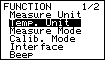 FUNCTION 1/2
Measure Unit
Temp. Unit
Measure Mode
Calib. Mode
Interface
Beep